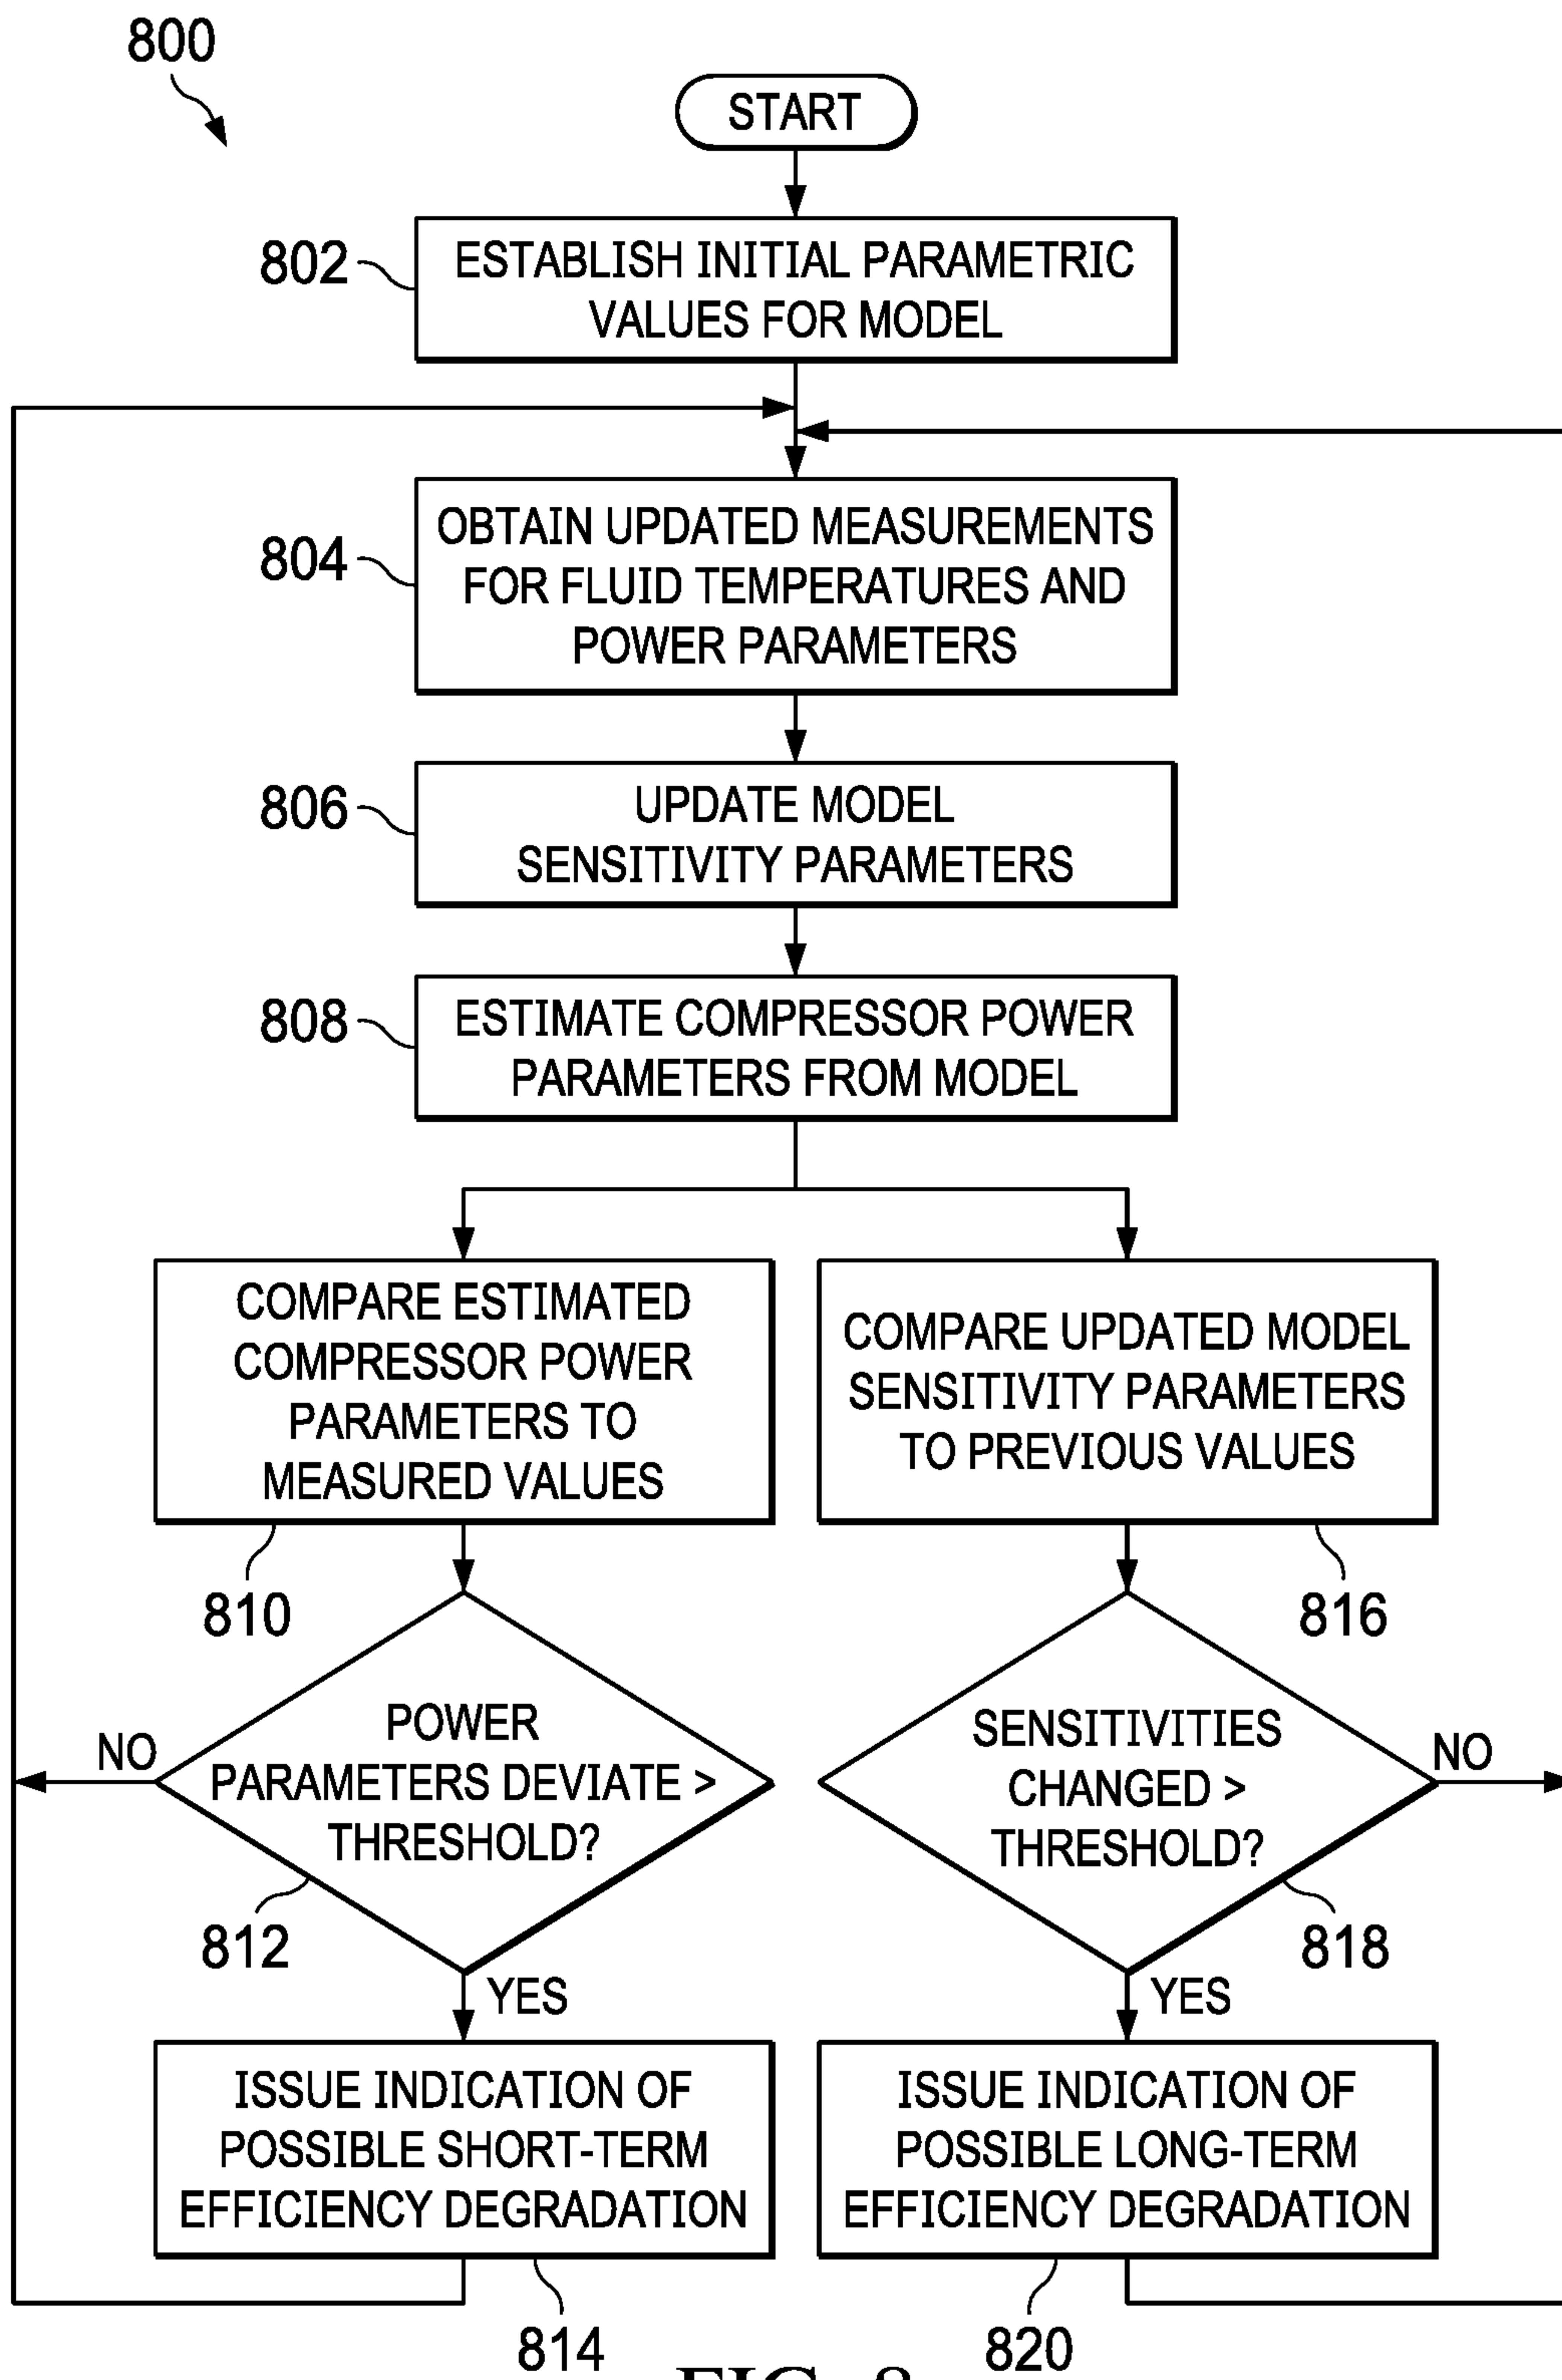 800
START
802
ESTABLISH INITIAL PARAMETRIC
VALUES FOR MODEL
804
OBTAIN UPDATED MEASUREMENTS
FOR FLUID TEMPERATURES AND
POWER PARAMETERS
806
UPDATE MODEL
SENSITIVITY PARAMETERS
808
ESTIMATE COMPRESSOR POWER
PARAMETERS FROM MODEL
COMPARE ESTIMATED
COMPRESSOR POWER
PARAMETERS TO
MEASURED VALUES
810
POWER
PARAMETERS DEVIATE >
THRESHOLD?
NO
812
YES
ISSUE INDICATION OF
POSSIBLE SHORT-TERM
EFFICIENCY DEGRADATION
814
COMPARE UPDATED MODEL
SENSITIVITY PARAMETERS
TO PREVIOUS VALUES
816
SENSITIVITIES
CHANGED >
THRESHOLD?
NO
818
YES
ISSUE INDICATION OF
POSSIBLE LONG-TERM
EFFICIENCY DEGRADATION
820
FIG. 8